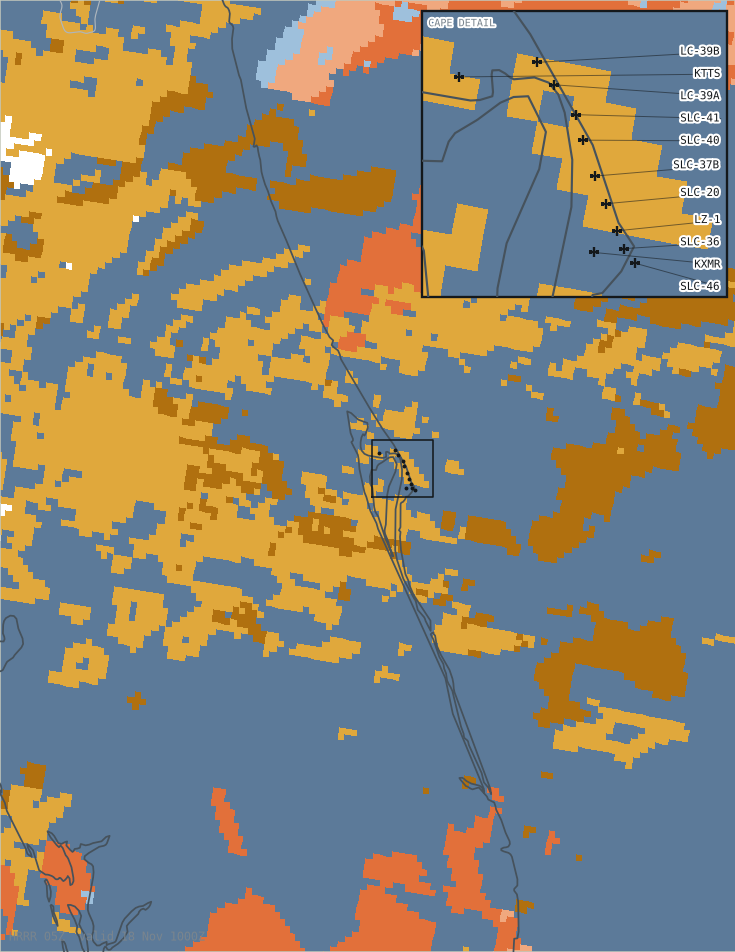 CAPE DETAIL
LC-39B
KTTS
LC-39A
SLC-41
SLC-40
SLC-37B
SLC-20
LZ-1
SLC-36
KXMR
SLC-46